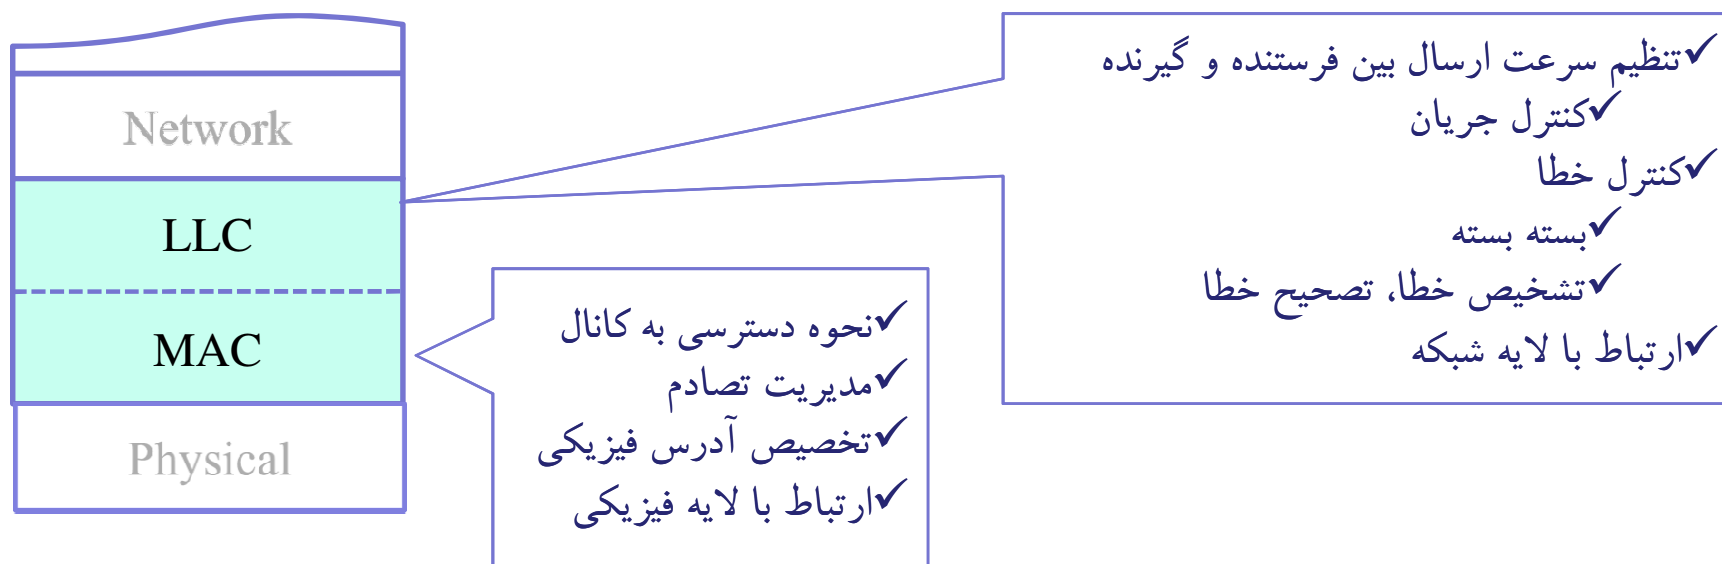 Network
LLC
MAC
Physical
✓تنظیم سرعت ارسال بین فرستنده و گیرنده
✓کنترل جریان
✓کنترل خطا
✓بسته بسته
✓تشخیص خطا، تصحیح خطا
✓ارتباط با لایه شبکه
✓نحوه دسترسی به کانال
✓مدیریت تصادم
✓تخصیص آدرس فیزیکی
✓ارتباط با لایه فیزیکی